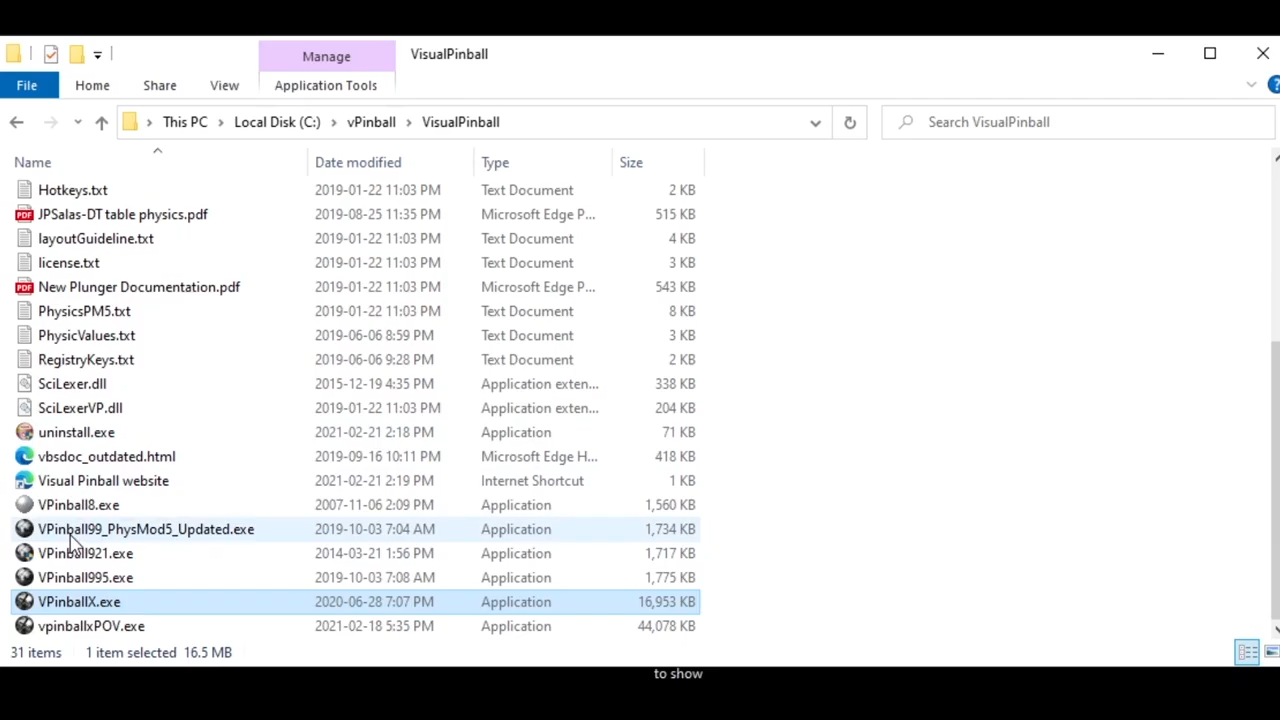 Manage
VisualPinball
File
Home
Share
View
Application Tools
This PC
Local Disk (C:)
vPinball
VisualPinball
Search VisualPinball
Name
Date modified
Type
Size
Hotkeys.txt 2019-01-22 11:03 PM Text Document 2 KB
JPSalas-DT table physics.pdf 2019-08-25 11:35 PM Microsoft Edge P... 515 KB
layoutGuideline.txt 2019-01-22 11:03 PM Text Document 4 KB
license.txt 2019-01-22 11:03 PM Text Document 3 KB
New Plunger Documentation.pdf 2019-01-22 11:03 PM Microsoft Edge P... 543 KB
PhysicsPM5.txt 2019-01-22 11:03 PM Text Document 8 KB
PhysicValues.txt 2019-06-06 8:59 PM Text Document 3 KB
RegistryKeys.txt 2019-06-06 9:28 PM Text Document 2 KB
SciLexer.dll 2015-12-19 4:35 PM Application exten... 338 KB
SciLexerVP.dll 2019-01-22 11:03 PM Application exten... 204 KB
uninstall.exe 2021-02-21 2:18 PM Application 71 KB
vbsdoc_outdated.html 2019-09-16 10:11 PM Microsoft Edge H... 418 KB
Visual Pinball website 2021-02-21 2:19 PM Internet Shortcut 1 KB
VPinball8.exe 2007-11-06 2:09 PM Application 1,560 KB
VPinball99_PhysMod5_Updated.exe 2019-10-03 7:04 AM Application 1,734 KB
VPinball921.exe 2014-03-21 1:56 PM Application 1,717 KB
VPinball995.exe 2019-10-03 7:08 AM Application 1,775 KB
VPinballX.exe 2020-06-28 7:07 PM Application 16,953 KB
vpinballxPOV.exe 2021-02-18 5:35 PM Application 44,078 KB
31 items 1 item selected 16.5 MB
to show